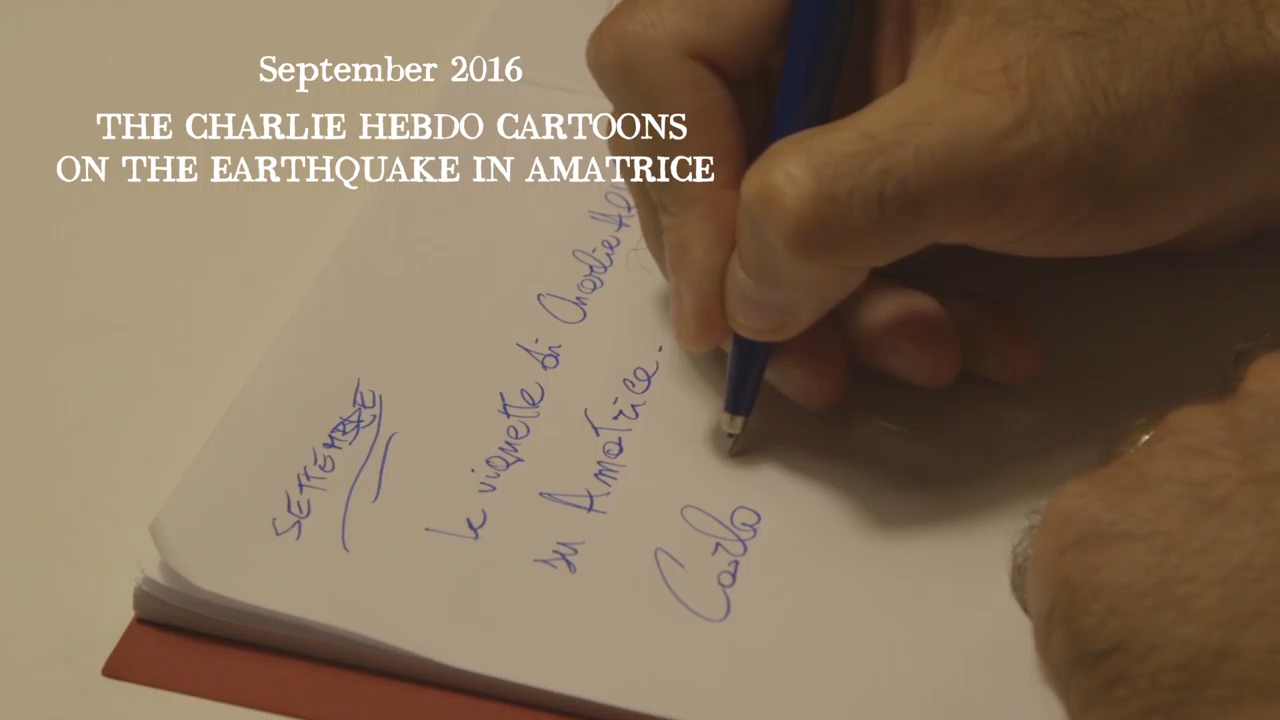 September 2016
THE CHARLIE HEBDO CARTOONS
ON THE EARTHQUAKE IN AMATRICE
SETTEMBRE
Le vignette di Charlie
su Amatrice.
Carlo